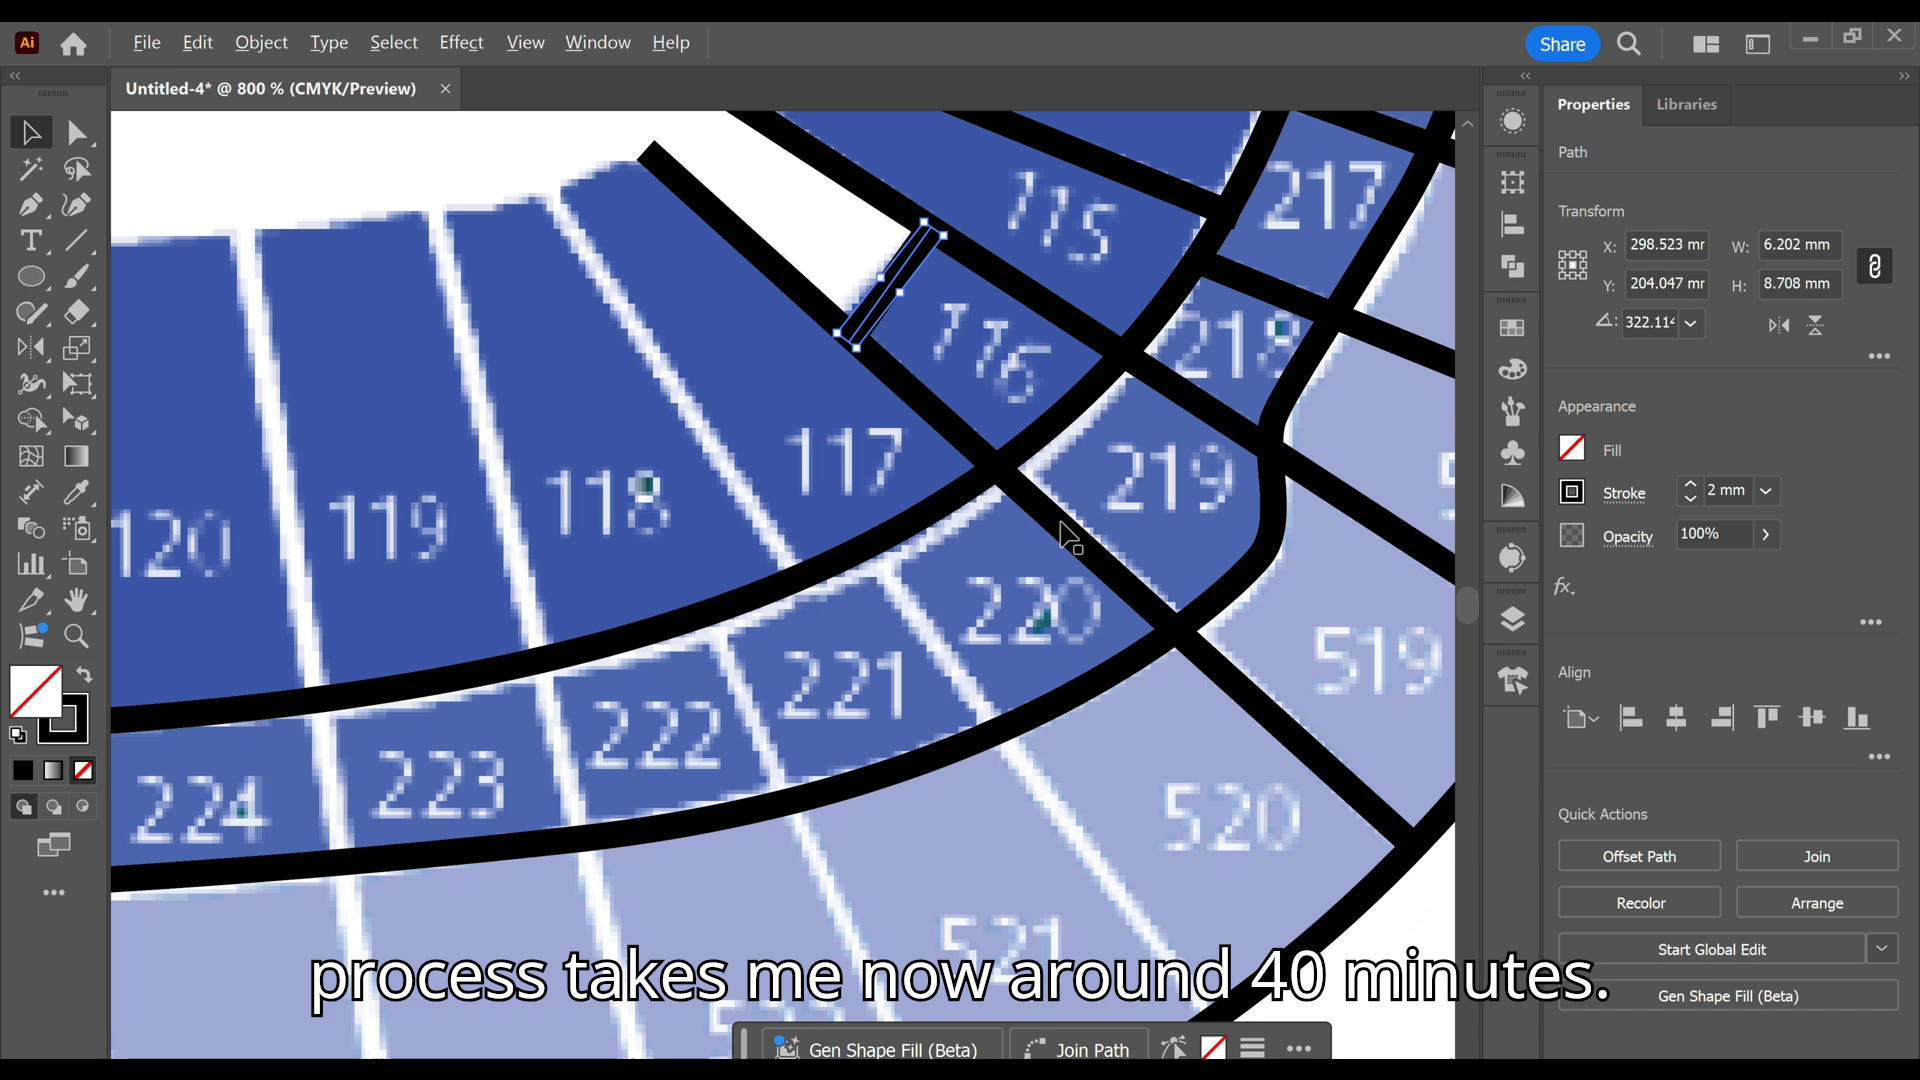 Ai File Edit Object Type Select Effect View Window Help Share
Untitled-4* @ 800 % (CMYK/Preview)
Properties Libraries
Path
Transform
X: 298.523 mr W: 6.202 mm
Y: 204.047 mr H: 8.708 mm
322.114
Appearance
Fill
Stroke 2 mm
Opacity 100%
fx.
Align
Quick Actions
Offset Path Join
Recolor Arrange
Start Global Edit
Gen Shape Fill (Beta)
115 217
116 218
117 219
120 119 118
220
221
222
223
224
519
520
521
process takes me now around 40 minutes.
Gen Shape Fill (Beta) Join Path